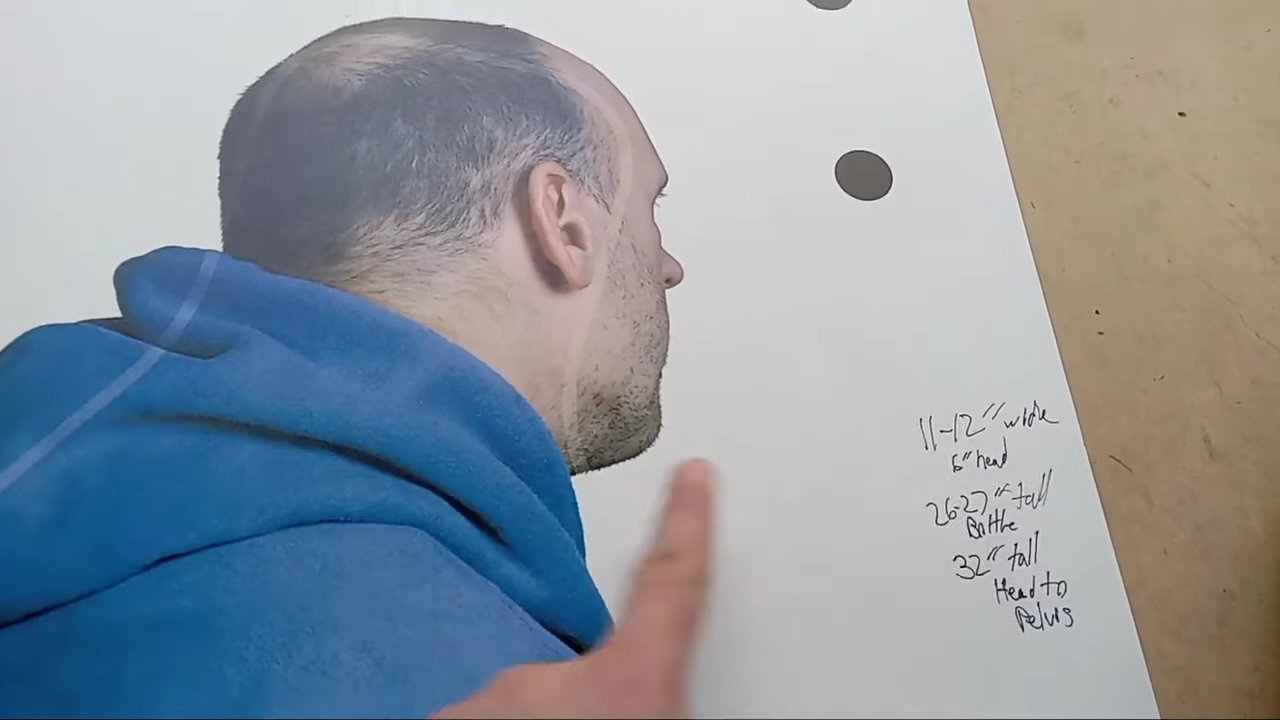 11-12" wide
6" head
26-27" tall
Bottle
32" tall
Head to
Pelvis